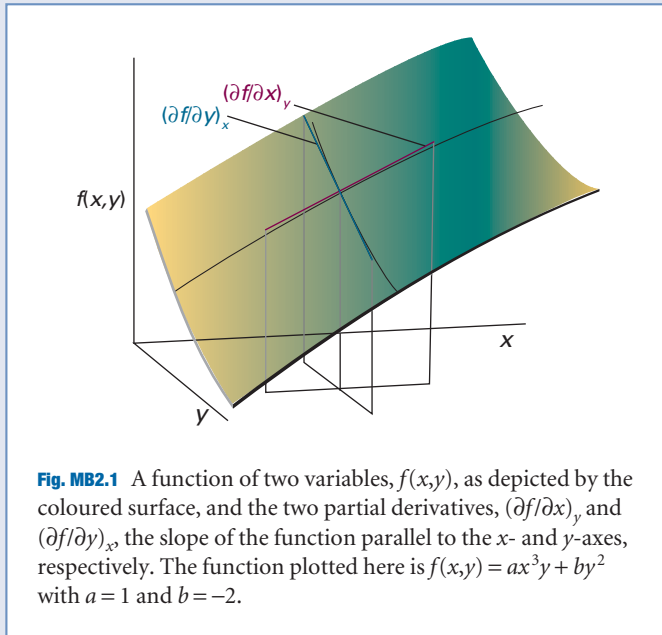 (∂f/∂x)y
(∂f/∂y)x
f(x,y)
x
y
Fig. MB2.1 A function of two variables, f(x,y), as depicted by the
coloured surface, and the two partial derivatives, (∂f/∂x)y and
(∂f/∂y)x, the slope of the function parallel to the x- and y-axes,
respectively. The function plotted here is f(x,y) = ax³y + by²
with a = 1 and b = −2.